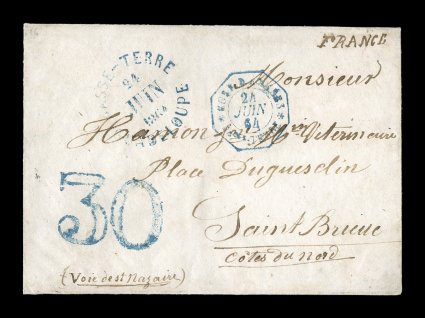 FRANCE
BASSE-TERRE
24
JUIN
1864
GUADELOUPE
24
JUIN
64
Monsieur
Hamon Vétérinaire
Place Duguesclin
30
Saint Brieuc
Côtes du nord
(Voie de St Nazaire)